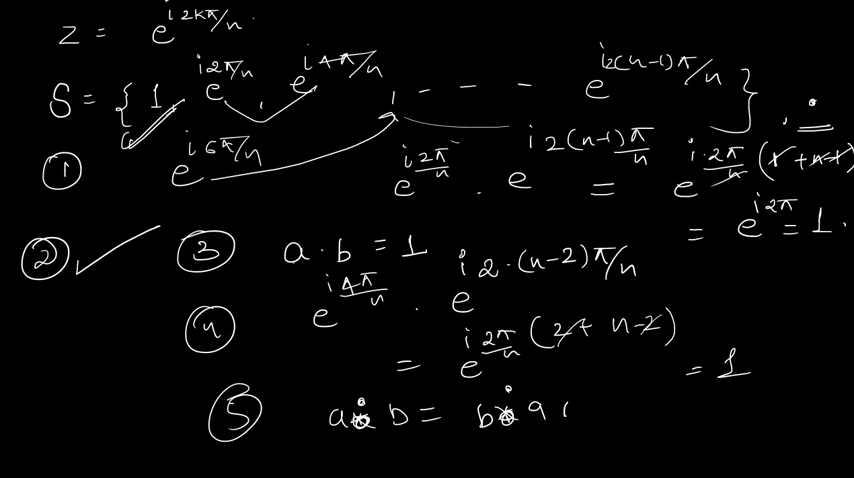 z = e^{i2kπ/n}.
S = { 1, e^{i2π/n}, e^{i4π/n}, - - - e^{i2(n-1)π/n} }, ·
① e^{i6π/n}
e^{i2π/n} · e^{i2(n-1)π/n} = e^{i·2π/n (1+n-1)}
= e^{i2π} = 1.
② ✓ ③ a·b = 1
④ e^{i4π/n} · e^{i2·(n-2)π/n}
= e^{i2π/n (2+n-2)} = 1
⑤ a·b = b·a